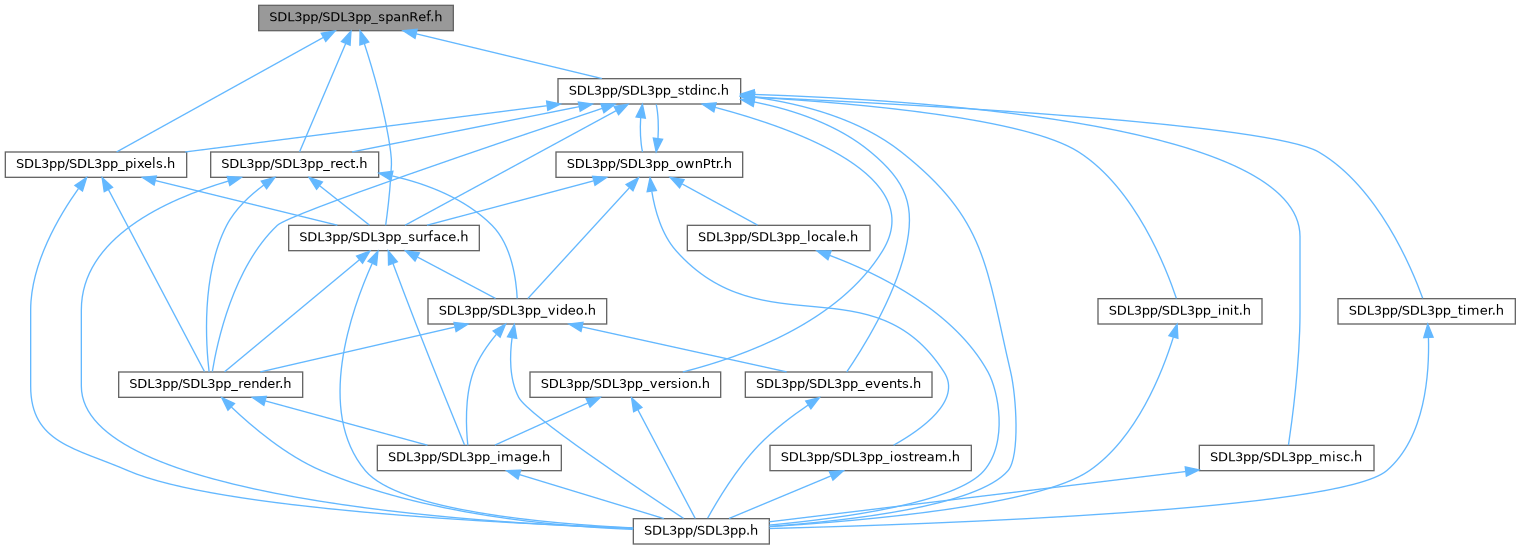 SDL3pp/SDL3pp_spanRef.h
SDL3pp/SDL3pp_stdinc.h
SDL3pp/SDL3pp_pixels.h
SDL3pp/SDL3pp_rect.h
SDL3pp/SDL3pp_ownPtr.h
SDL3pp/SDL3pp_surface.h
SDL3pp/SDL3pp_locale.h
SDL3pp/SDL3pp_video.h
SDL3pp/SDL3pp_init.h
SDL3pp/SDL3pp_timer.h
SDL3pp/SDL3pp_render.h
SDL3pp/SDL3pp_version.h
SDL3pp/SDL3pp_events.h
SDL3pp/SDL3pp_image.h
SDL3pp/SDL3pp_iostream.h
SDL3pp/SDL3pp_misc.h
SDL3pp/SDL3pp.h